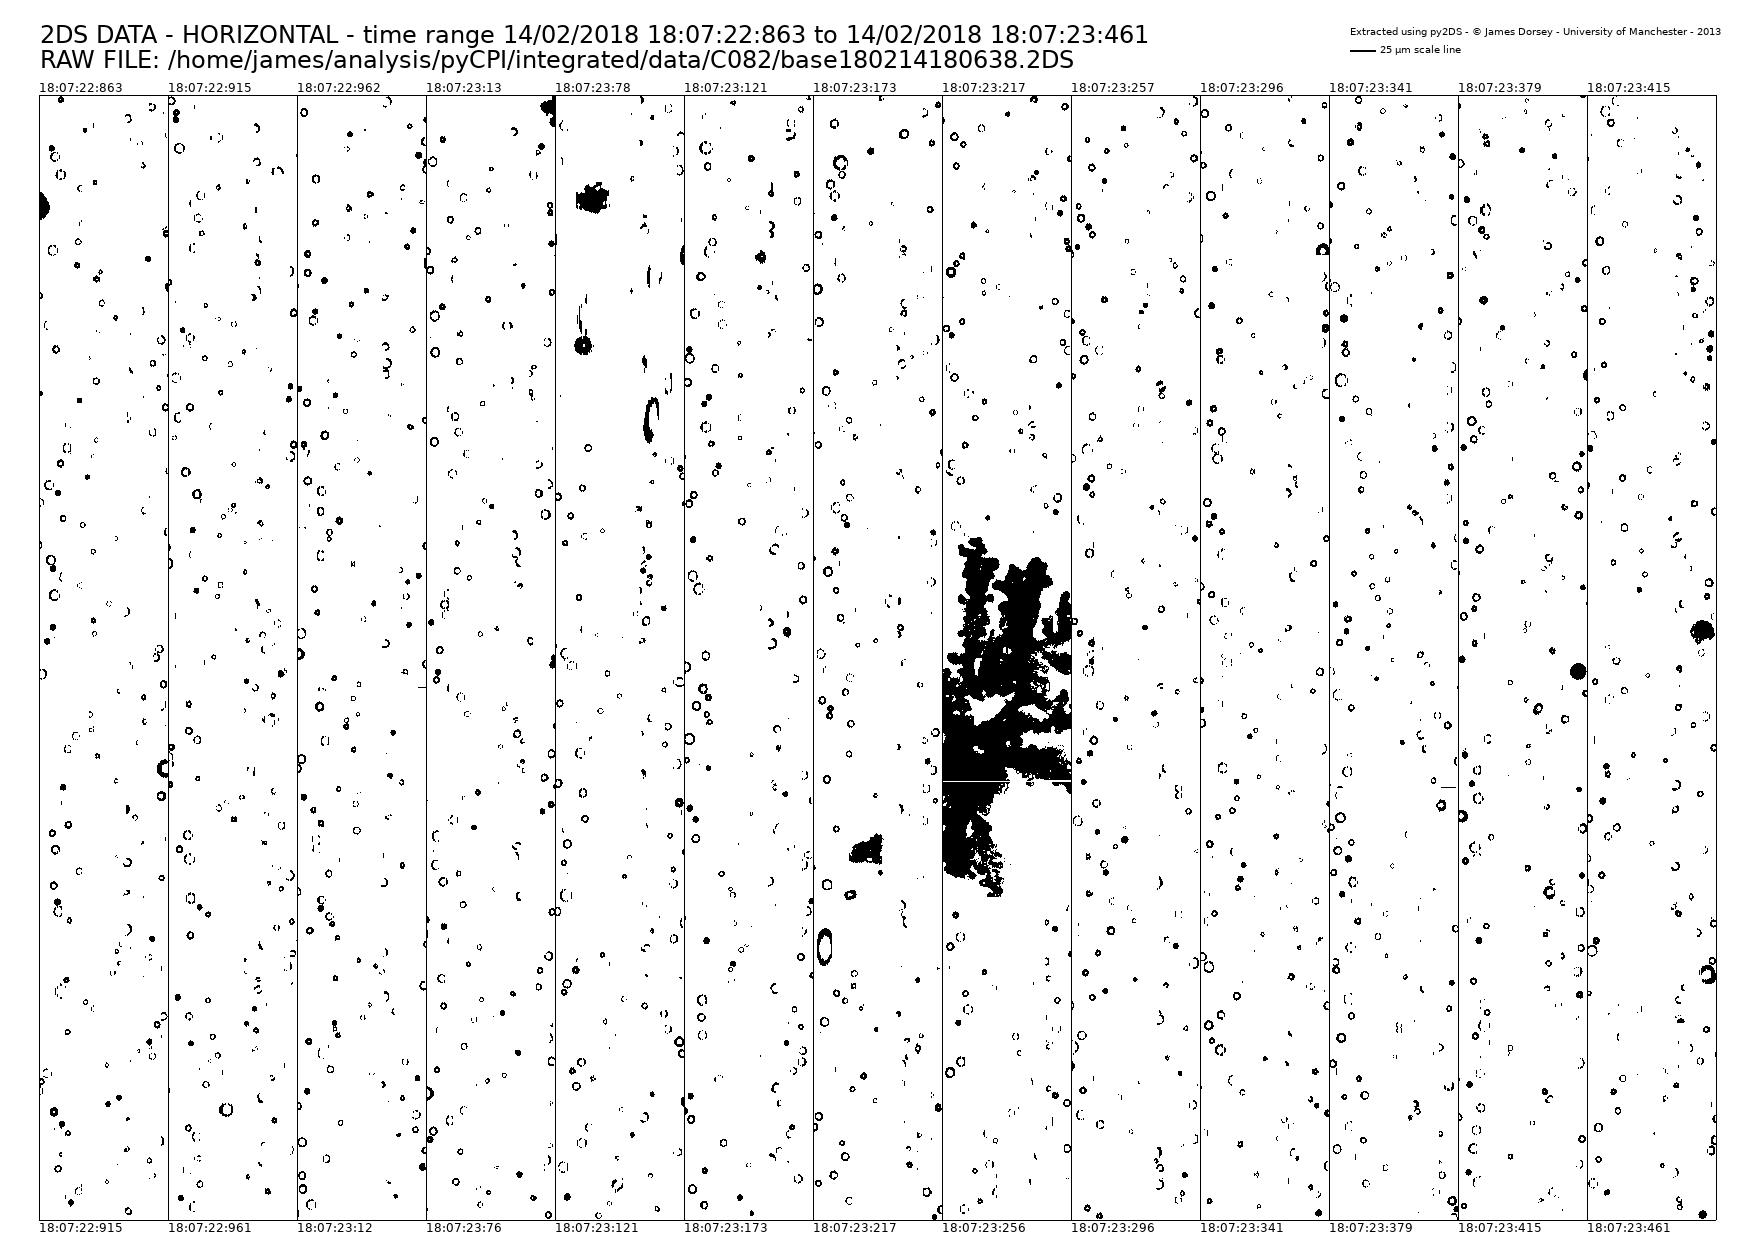 2DS DATA - HORIZONTAL - time range 14/02/2018 18:07:22:863 to 14/02/2018 18:07:23:461
RAW FILE: /home/james/analysis/pyCPI/integrated/data/C082/base180214180638.2DS
Extracted using py2DS - © James Dorsey - University of Manchester - 2013
25 µm scale line
18:07:22:863 18:07:22:915 18:07:22:962 18:07:23:13 18:07:23:78 18:07:23:121 18:07:23:173 18:07:23:217 18:07:23:257 18:07:23:296 18:07:23:341 18:07:23:379 18:07:23:415
18:07:22:915 18:07:22:961 18:07:23:12 18:07:23:76 18:07:23:121 18:07:23:173 18:07:23:217 18:07:23:256 18:07:23:296 18:07:23:341 18:07:23:379 18:07:23:415 18:07:23:461